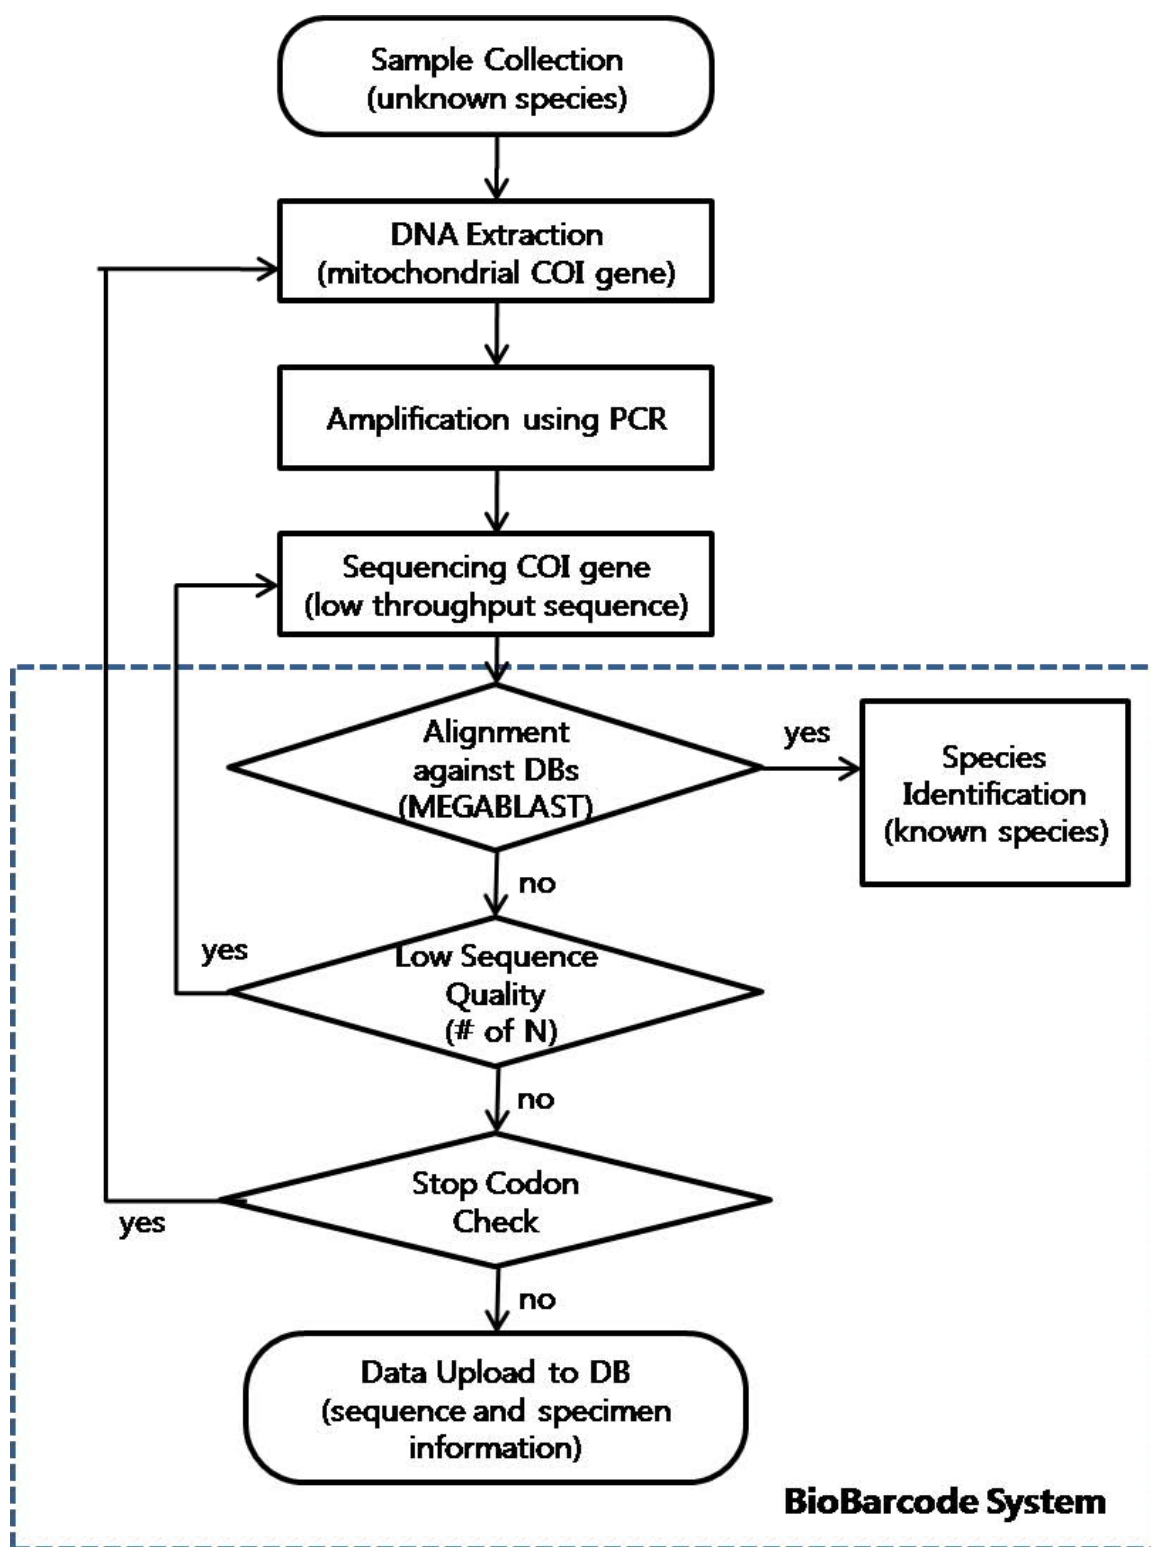 Sample Collection
(unknown species)
DNA Extraction
(mitochondrial COI gene)
Amplification using PCR
Sequencing COI gene
(low throughput sequence)
Alignment
against DBs
(MEGABLAST)
yes
Species
Identification
(known species)
no
yes
Low Sequence
Quality
(# of N)
no
Stop Codon
Check
yes
no
Data Upload to DB
(sequence and specimen
information)
BioBarcode System